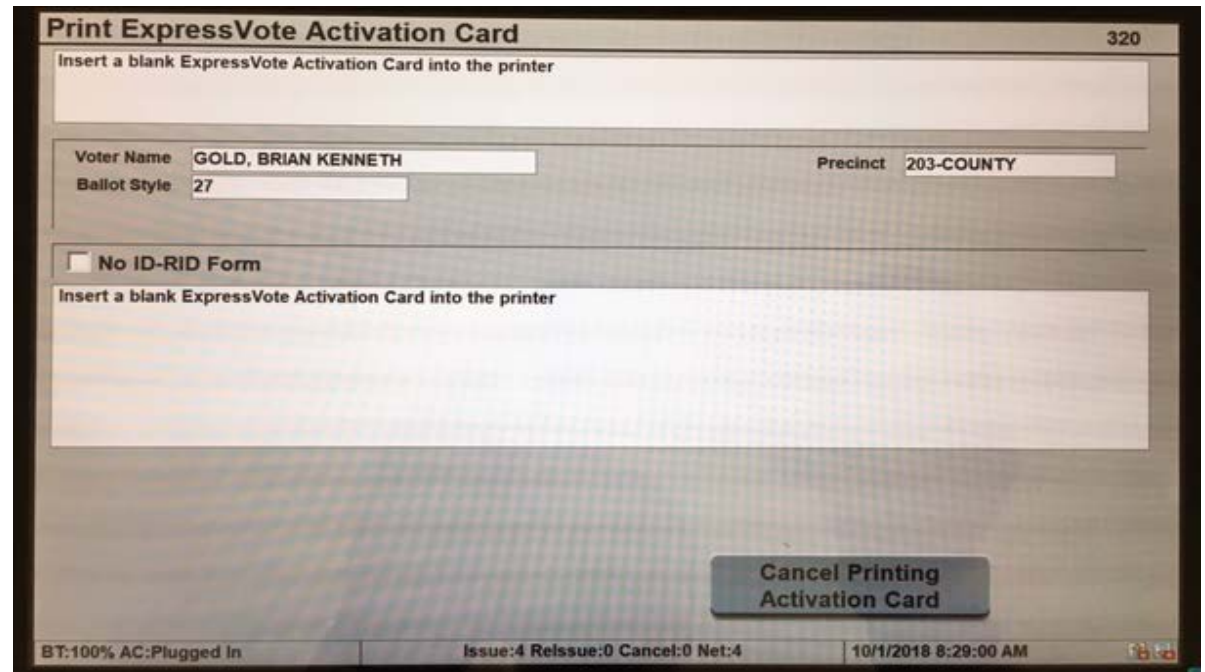 Print ExpressVote Activation Card 320
Insert a blank ExpressVote Activation Card into the printer
Voter Name GOLD, BRIAN KENNETH Precinct 203-COUNTY
Ballot Style 27
No ID-RID Form
Insert a blank ExpressVote Activation Card into the printer
Cancel Printing
Activation Card
BT:100% AC:Plugged In Issue:4 ReIssue:0 Cancel:0 Net:4 10/1/2018 8:29:00 AM